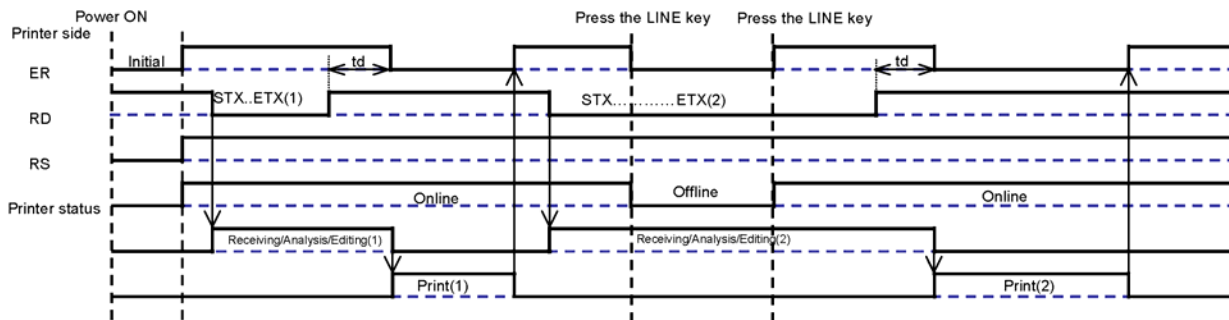 Power ON
Press the LINE key
Press the LINE key
Printer side
Initial
td
td
ER
STX..ETX(1)
STX............ETX(2)
RD
RS
Online
Offline
Online
Printer status
Receiving/Analysis/Editing(1)
Receiving/Analysis/Editing(2)
Print(1)
Print(2)